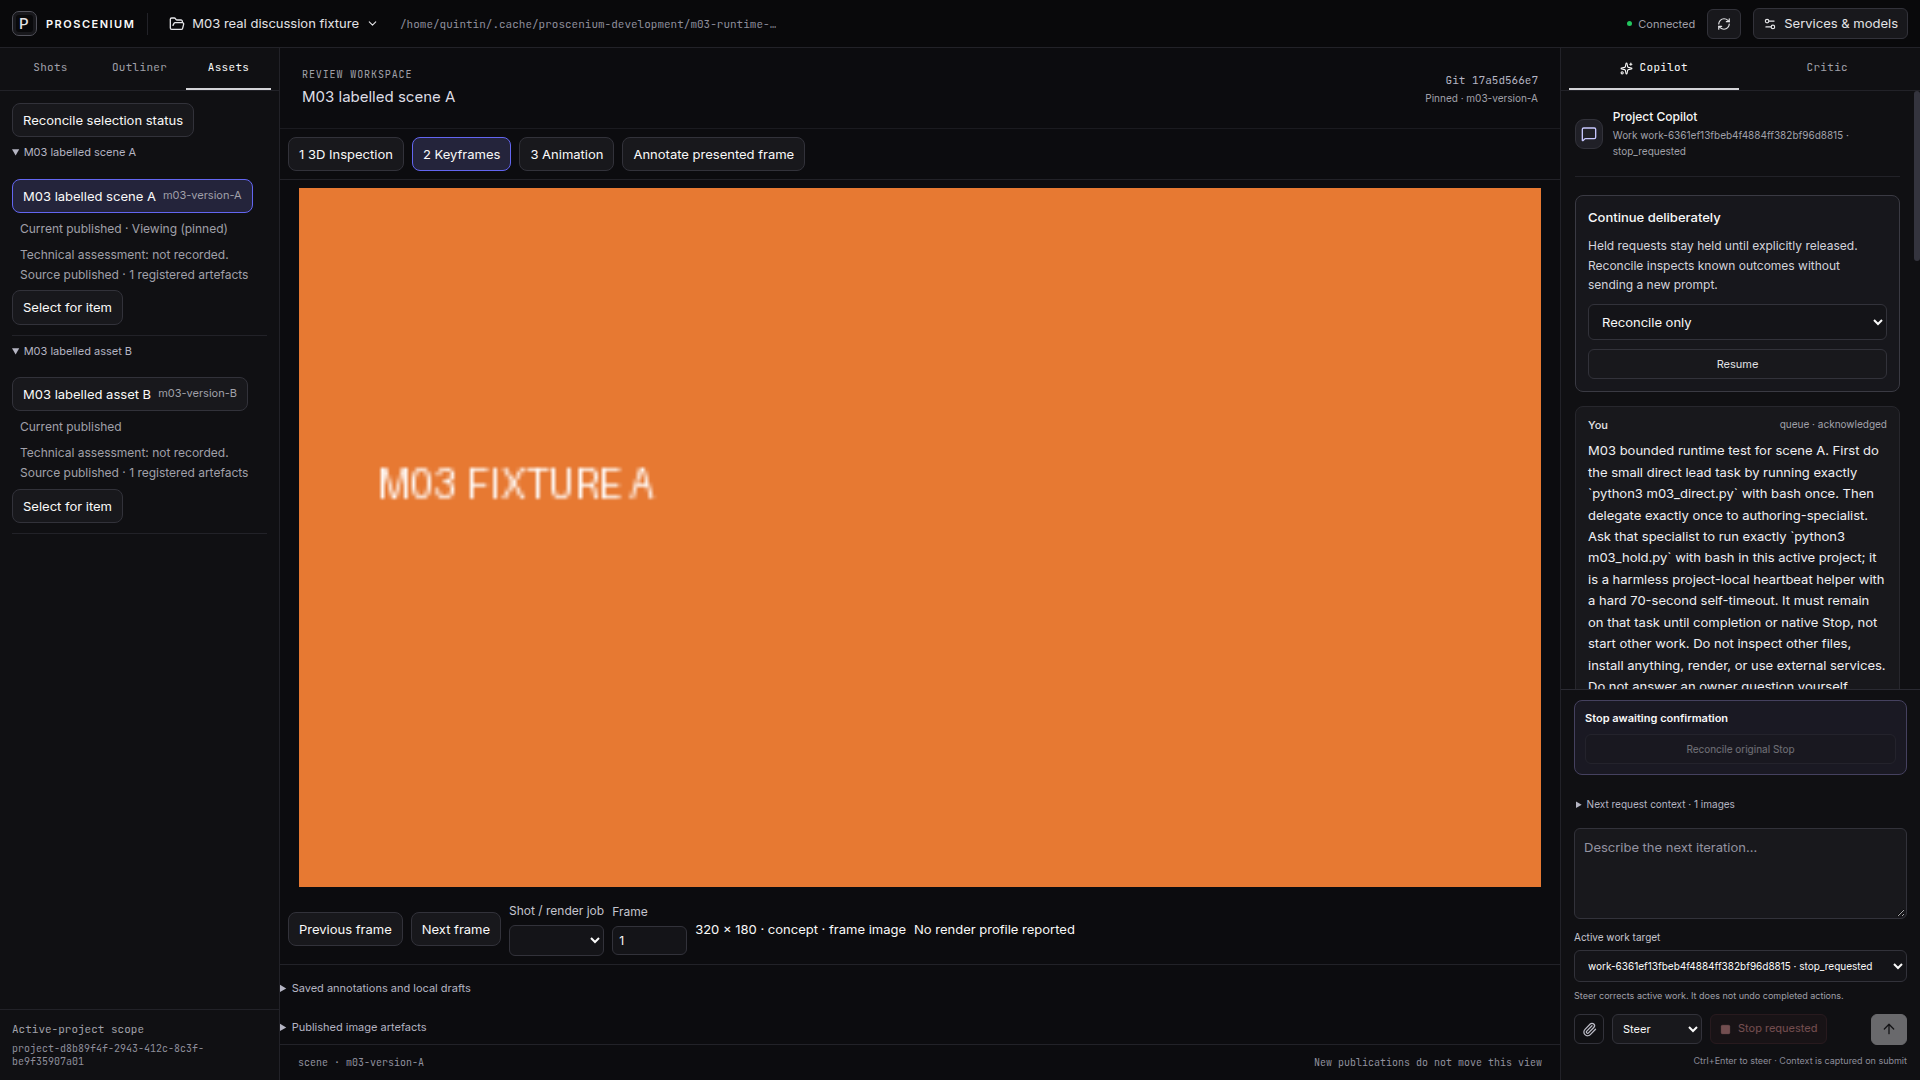 P PROSCENIUM
M03 real discussion fixture
/home/quintin/.cache/proscenium-development/m03-runtime-…
Connected
Services & models
Shots
Outliner
Assets
Reconcile selection status
M03 labelled scene A
M03 labelled scene A m03-version-A
Current published · Viewing (pinned)
Technical assessment: not recorded.
Source published · 1 registered artefacts
Select for item
M03 labelled asset B
M03 labelled asset B m03-version-B
Current published
Technical assessment: not recorded.
Source published · 1 registered artefacts
Select for item
Active-project scope
project-d8b89f4f-2943-412c-8c3f-
be9f35907a01
REVIEW WORKSPACE
M03 labelled scene A
Git 17a5d566e7
Pinned · m03-version-A
1 3D Inspection
2 Keyframes
3 Animation
Annotate presented frame
M03 FIXTURE A
Previous frame
Next frame
Shot / render job
Frame
1
320 × 180 · concept · frame image No render profile reported
Saved annotations and local drafts
Published image artefacts
scene · m03-version-A
New publications do not move this view
Copilot
Critic
Project Copilot
Work work-6361ef13fbeb4f4884ff382bf96d8815 ·
stop_requested
Continue deliberately
Held requests stay held until explicitly released.
Reconcile inspects known outcomes without
sending a new prompt.
Reconcile only
Resume
You
queue · acknowledged
M03 bounded runtime test for scene A. First do
the small direct lead task by running exactly
`python3 m03_direct.py` with bash once. Then
delegate exactly once to authoring-specialist.
Ask that specialist to run exactly `python3
m03_hold.py` with bash in this active project; it
is a harmless project-local heartbeat helper with
a hard 70-second self-timeout. It must remain
on that task until completion or native Stop, not
start other work. Do not inspect other files,
install anything, render, or use external services.
Do not answer an owner question yourself
Stop awaiting confirmation
Reconcile original Stop
Next request context · 1 images
Describe the next iteration...
Active work target
work-6361ef13fbeb4f4884ff382bf96d8815 · stop_requested
Steer corrects active work. It does not undo completed actions.
Steer
Stop requested
Ctrl+Enter to steer · Context is captured on submit